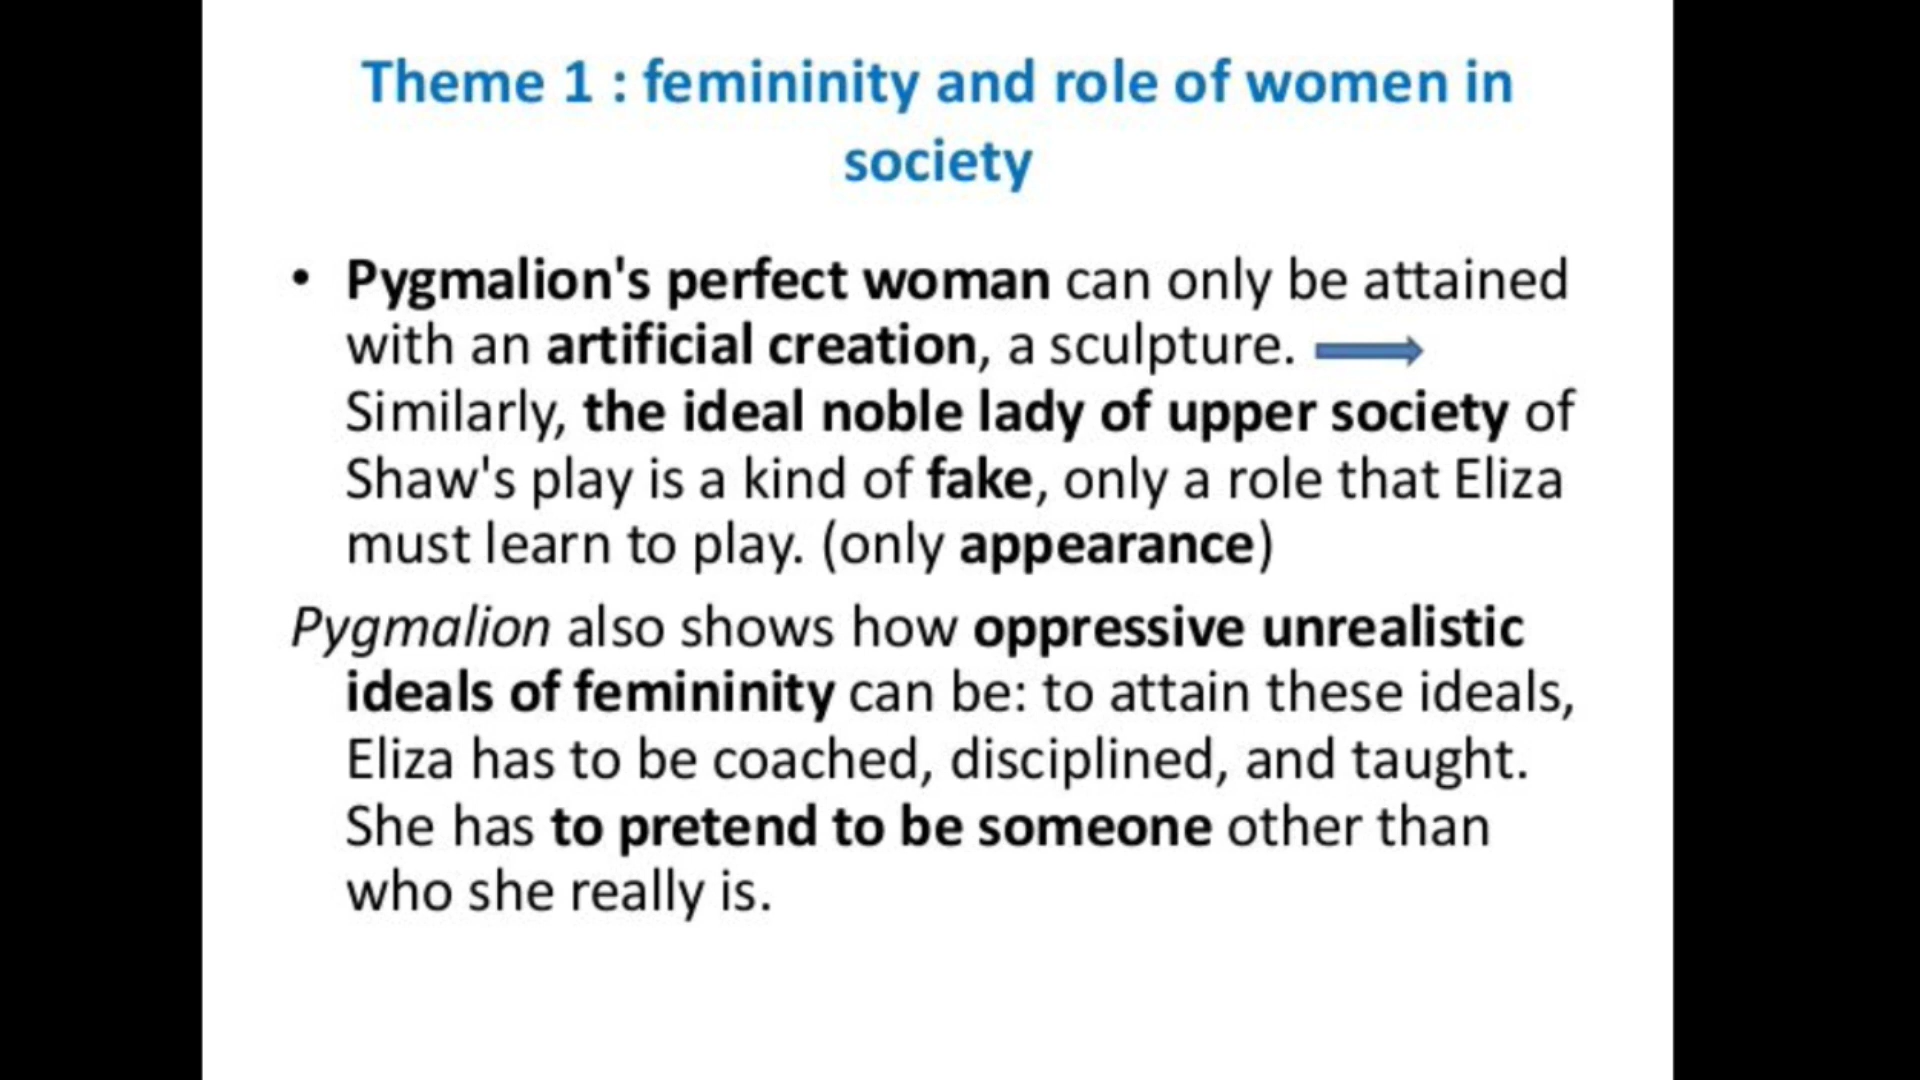 Theme 1 : femininity and role of women in
society
• Pygmalion's perfect woman can only be attained
with an artificial creation, a sculpture.
Similarly, the ideal noble lady of upper society of
Shaw's play is a kind of fake, only a role that Eliza
must learn to play. (only appearance)
Pygmalion also shows how oppressive unrealistic
ideals of femininity can be: to attain these ideals,
Eliza has to be coached, disciplined, and taught.
She has to pretend to be someone other than
who she really is.